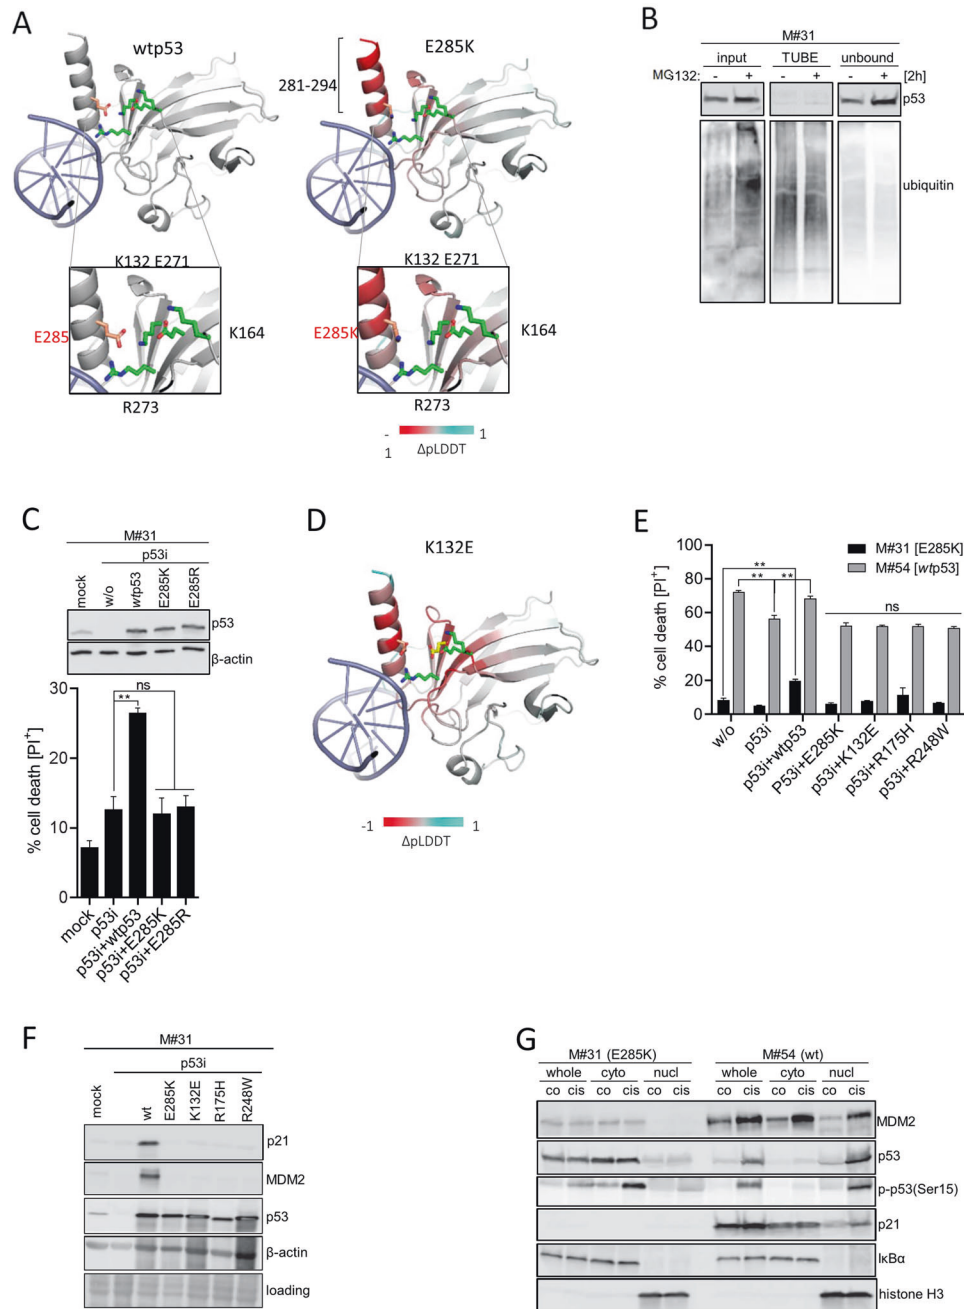 A
wtp53
E285K
281-294
K132 E271
E285
K164
R273
K132 E271
E285K
K164
R273
-
1
1
ΔpLDDT
B
M#31
input
TUBE
unbound
MG132:
-
+
-
+
-
+
[2h]
p53
ubiquitin
C
M#31
p53i
mock
w/o
wtp53
E285K
E285R
p53
β-actin
% cell death [PI+]
30
20
10
0
ns
**
mock
p53i
p53i+wtp53
p53i+E285K
p53i+E285R
D
K132E
-1
1
ΔpLDDT
E
% cell death [PI+]
100
80
60
40
20
0
M#31 [E285K]
M#54 [wtp53]
**
**
**
ns
w/o
p53i
p53i+wtp53
P53i+E285K
p53i+K132E
p53i+R175H
p53i+R248W
F
M#31
p53i
mock
wt
E285K
K132E
R175H
R248W
p21
MDM2
p53
β-actin
loading
G
M#31 (E285K)
M#54 (wt)
whole
cyto
nucl
whole
cyto
nucl
co
cis
co
cis
co
cis
co
cis
co
cis
co
cis
MDM2
p53
p-p53(Ser15)
p21
IκBα
histone H3